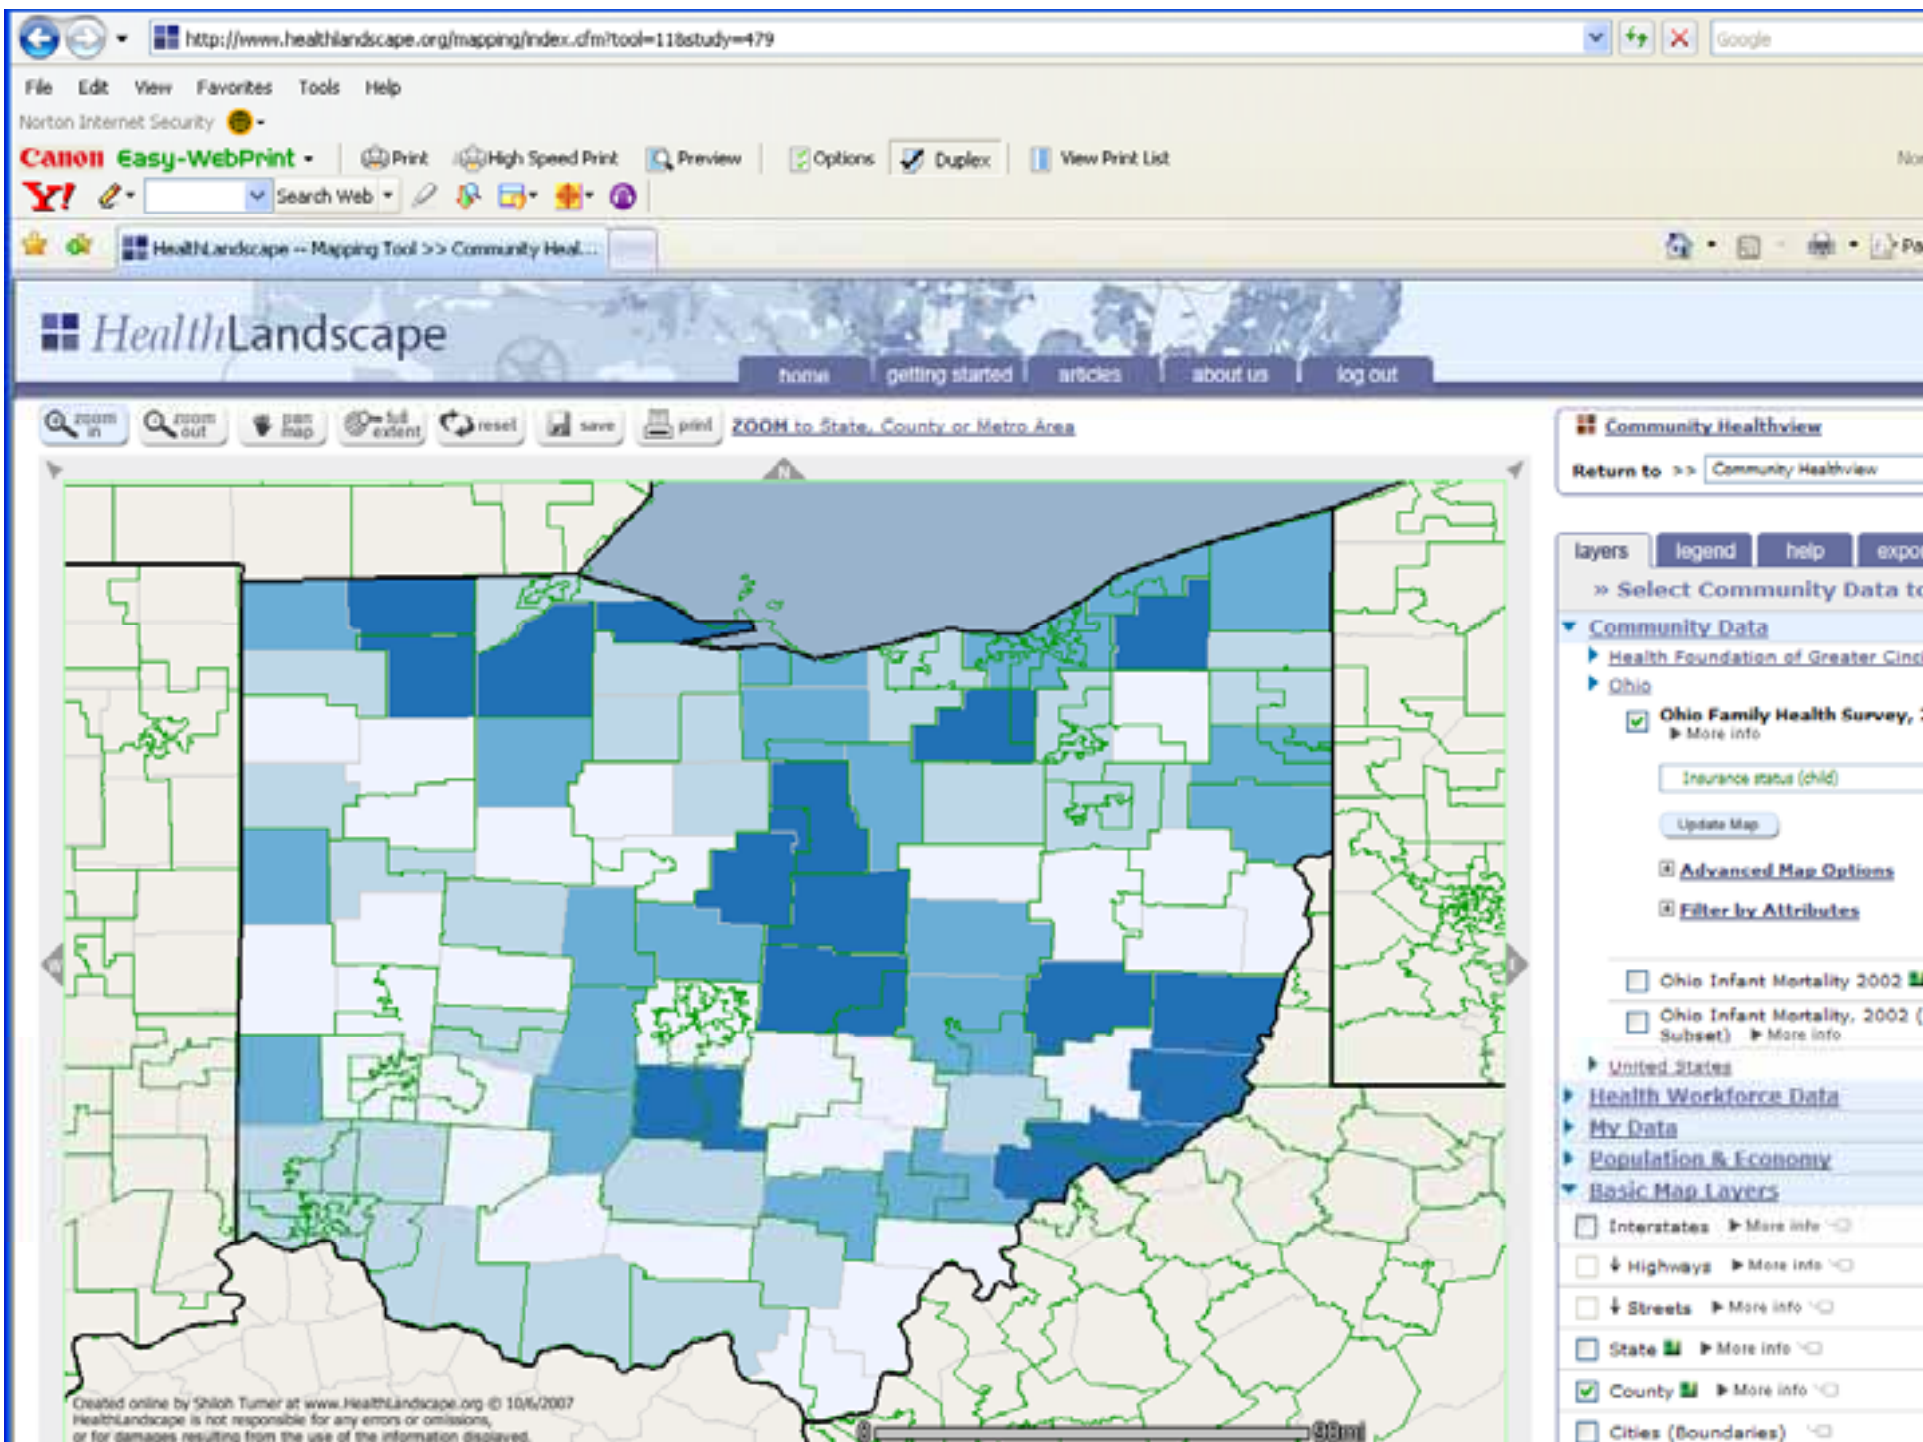 http://www.healthlandscape.org/mapping/index.cfm?tool=11&study=479
Google
File Edit View Favorites Tools Help
Norton Internet Security
Canon Easy-WebPrint Print High Speed Print Preview Options Duplex View Print List
Y! Search Web
HealthLandscape -- Mapping Tool >> Community Heal...
HealthLandscape
home getting started articles about us log out
zoom in zoom out pan map full extent reset save print ZOOM to State, County or Metro Area
N
Community Healthview
Return to >> Community Healthview
layers legend help
» Select Community Data
Community Data
Health Foundation of Greater
Ohio
Ohio Family Health Survey,
More info
Insurance status (child)
Update Map
Advanced Map Options
Filter by Attributes
Ohio Infant Mortality 2002
Ohio Infant Mortality, 2002 (
Subset) More info
United States
Health Workforce Data
My Data
Population & Economy
Basic Map Layers
Interstates More info
Highways More info
Streets More info
State More info
County More info
Cities (Boundaries)
Created online by Shiloh Turner at www.HealthLandscape.org © 10/6/2007
HealthLandscape is not responsible for any errors or omissions,
or for damages resulting from the use of the information displayed.
0 90mi